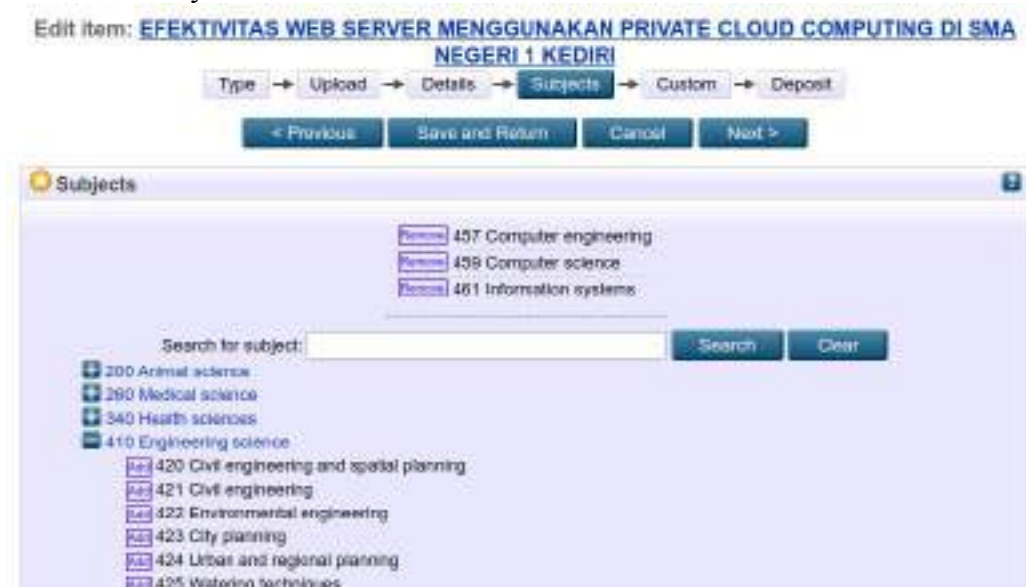 Edit item: EFEKTIVITAS WEB SERVER MENGGUNAKAN PRIVATE CLOUD COMPUTING DI SMA
NEGERI 1 KEDIRI
Type → Upload → Details → Subjects → Custom → Deposit
< Previous Save and Return Cancel Next >
Subjects
Remove 457 Computer engineering
Remove 459 Computer science
Remove 461 Information systems
Search for subject: Search Clear
200 Animal science
260 Medical science
340 Health sciences
410 Engineering science
Add 420 Civil engineering and spatial planning
Add 421 Civil engineering
Add 422 Environmental engineering
Add 423 City planning
Add 424 Urban and regional planning
Add 425 Watering techniques